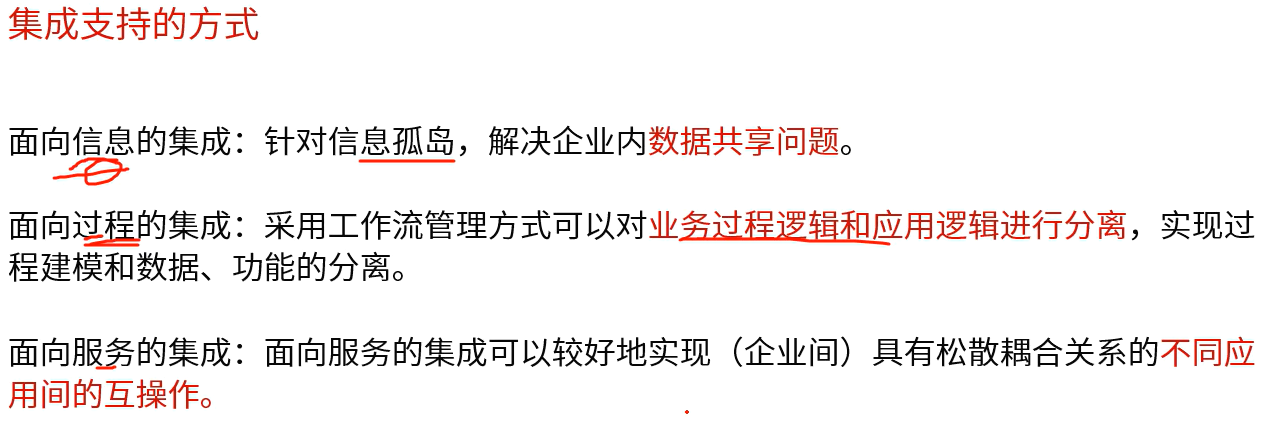 集成支持的方式
面向信息的集成：针对信息孤岛，解决企业内数据共享问题。
面向过程的集成：采用工作流管理方式可以对业务过程逻辑和应用逻辑进行分离，实现过
程建模和数据、功能的分离。
面向服务的集成：面向服务的集成可以较好地实现（企业间）具有松散耦合关系的不同应
用间的互操作。